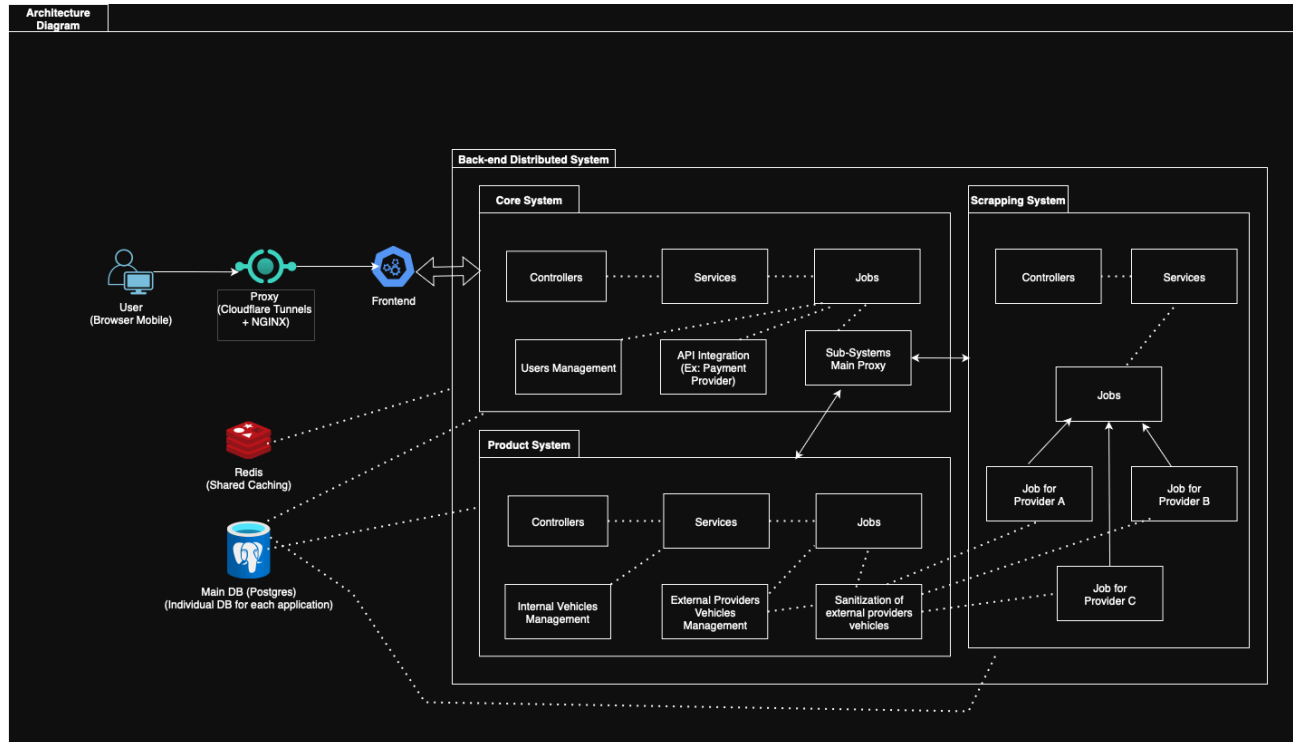 Architecture
Diagram
Back-end Distributed System
Core System
Scrapping System
Controllers
Services
Jobs
Controllers
Services
User
(Browser Mobile)
Proxy
(Cloudflare Tunnels
+ NGINX)
Frontend
Users Management
API Integration
(Ex: Payment
Provider)
Sub-Systems
Main Proxy
Jobs
Product System
Redis
(Shared Caching)
Job for
Provider A
Job for
Provider B
Controllers
Services
Jobs
Main DB (Postgres)
(Individual DB for each application)
Internal Vehicles
Management
External Providers
Vehicles
Management
Sanitization of
external providers
vehicles
Job for
Provider C